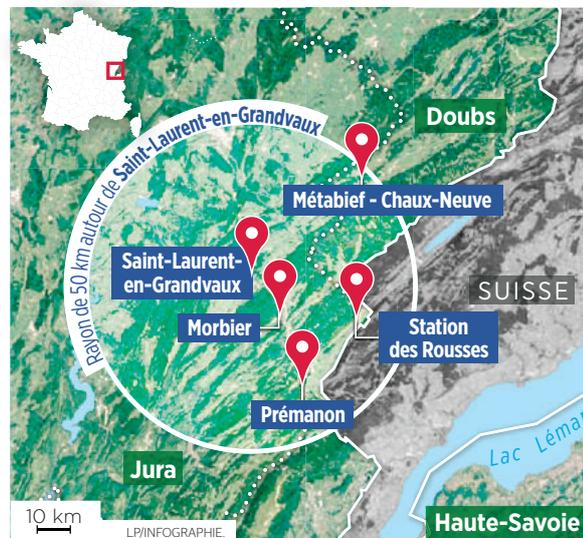 Doubs
Rayon de 50 km autour de Saint-Laurent-en-Grandvaux
Métabief - Chaux-Neuve
Saint-Laurent-
en-Grandvaux
SUISSE
Morbier
Station
des Rousses
Prémanon
Lac Léma
Jura
10 km
LP/INFOGRAPHIE.
Haute-Savoie